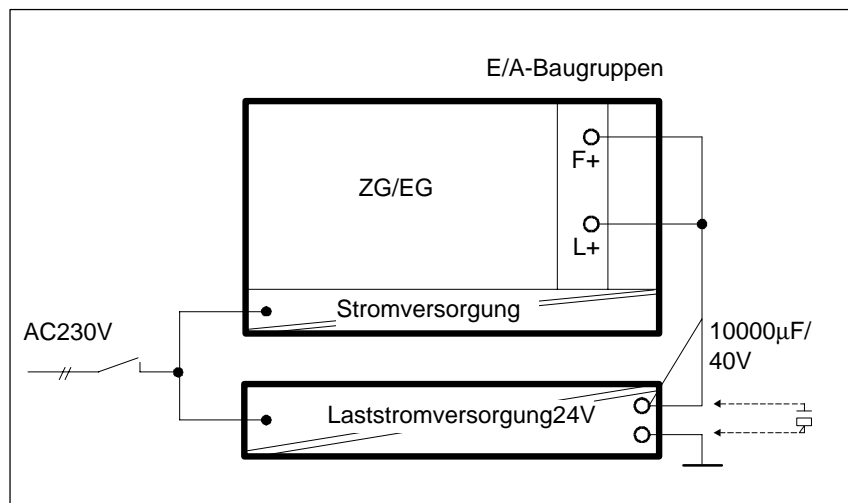 E/A-Baugruppen
F+
ZG/EG
L+
Stromversorgung
AC230V
10000µF/
40V
Laststromversorgung24V